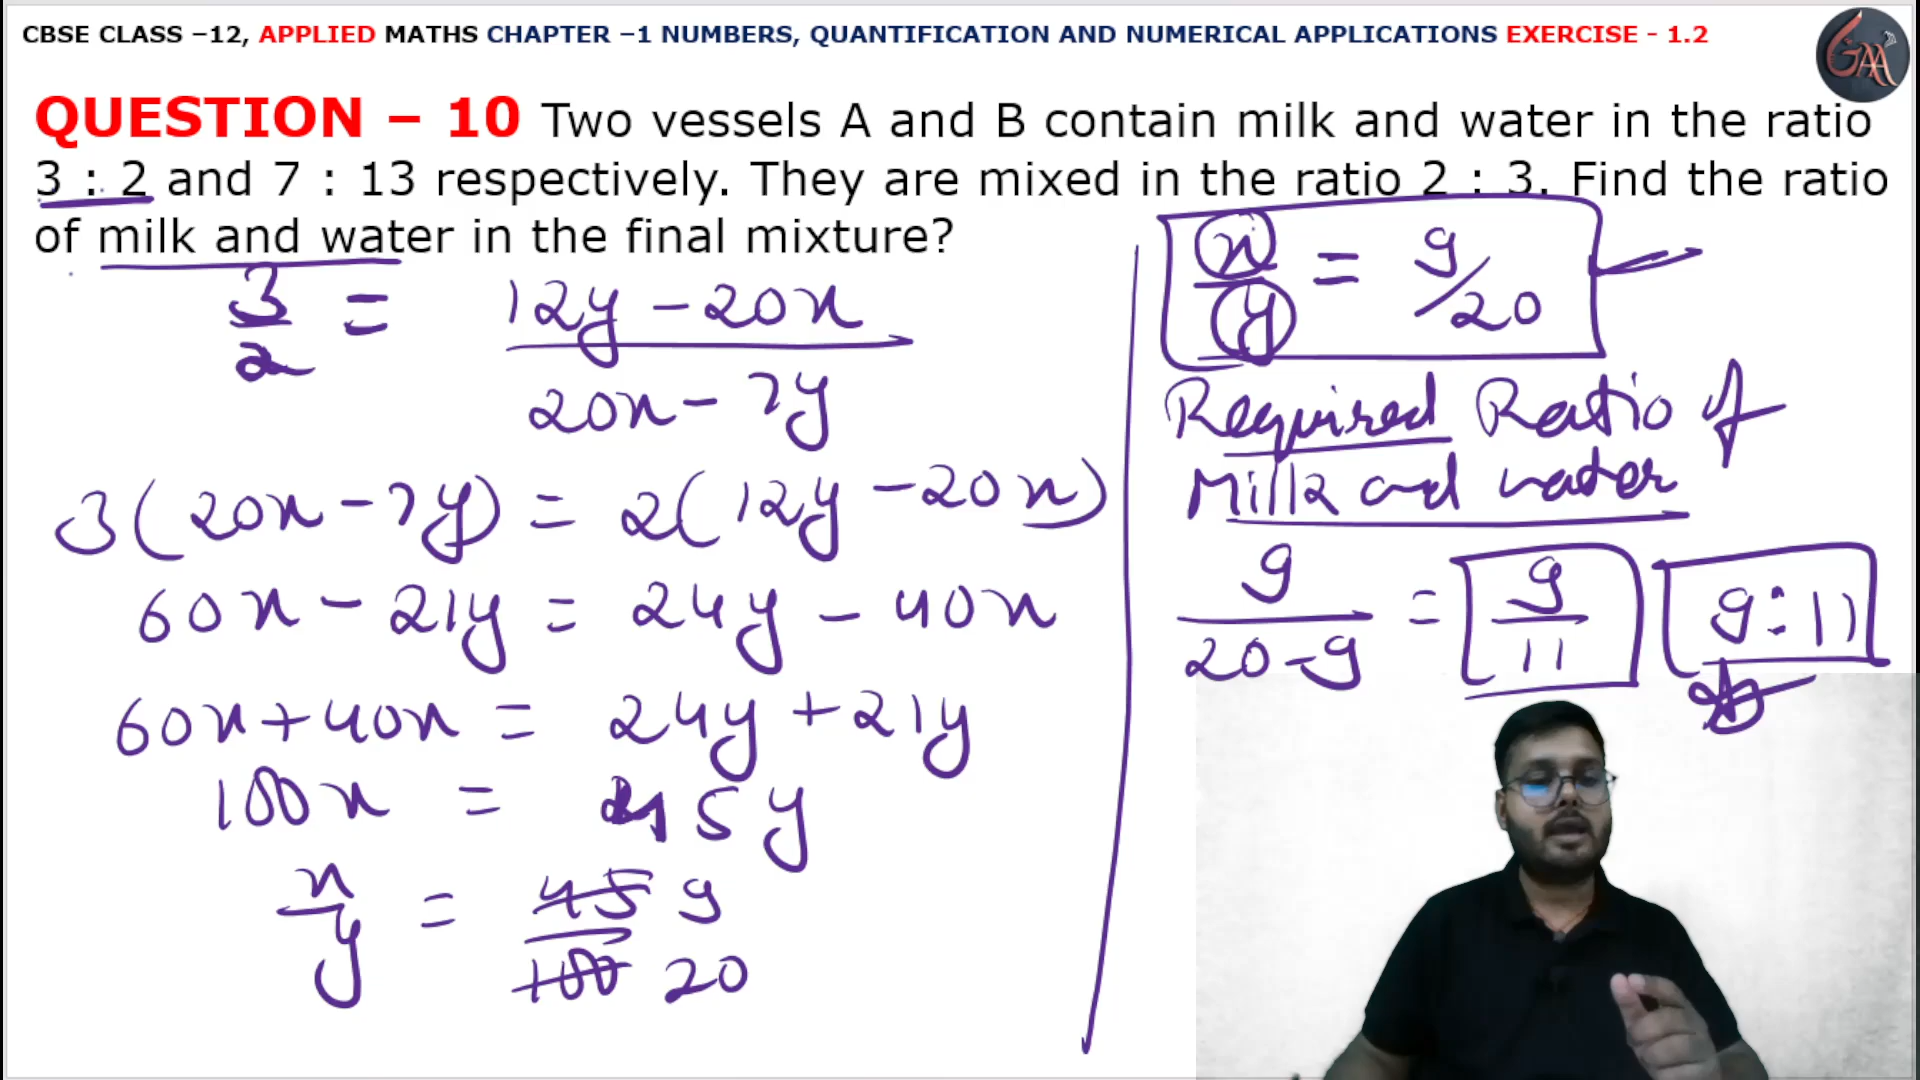 CBSE CLASS –12, APPLIED MATHS CHAPTER –1 NUMBERS, QUANTIFICATION AND NUMERICAL APPLICATIONS EXERCISE - 1.2
QUESTION – 10 Two vessels A and B contain milk and water in the ratio
3 : 2 and 7 : 13 respectively. They are mixed in the ratio 2 : 3. Find the ratio
of milk and water in the final mixture?
3/2 = (12y – 20x)/(20x – 7y)
3(20x – 7y) = 2(12y – 20x)
60x – 21y = 24y – 40x
60x + 40x = 24y + 21y
100x = 45y
x/y = 45/100 9/20
x/y = 9/20
Required Ratio of
Milk and water
9/(20-9) = 9/11 9:11